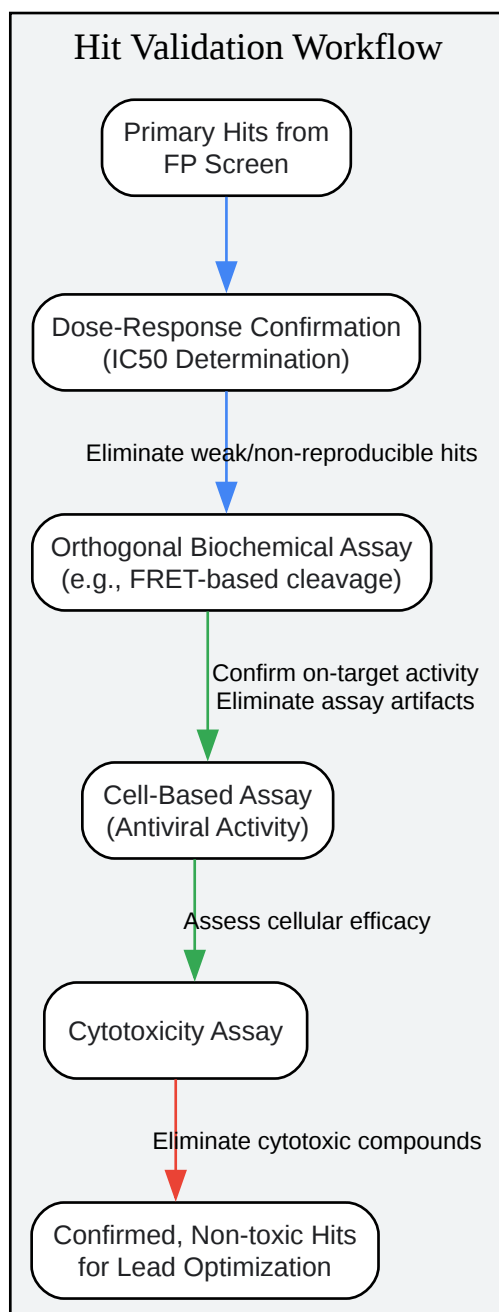 Hit Validation Workflow
Primary Hits from
FP Screen
Dose-Response Confirmation
(IC50 Determination)
Eliminate weak/non-reproducible hits
Orthogonal Biochemical Assay
(e.g., FRET-based cleavage)
Confirm on-target activity
Eliminate assay artifacts
Cell-Based Assay
(Antiviral Activity)
Assess cellular efficacy
Cytotoxicity Assay
Eliminate cytotoxic compounds
Confirmed, Non-toxic Hits
for Lead Optimization